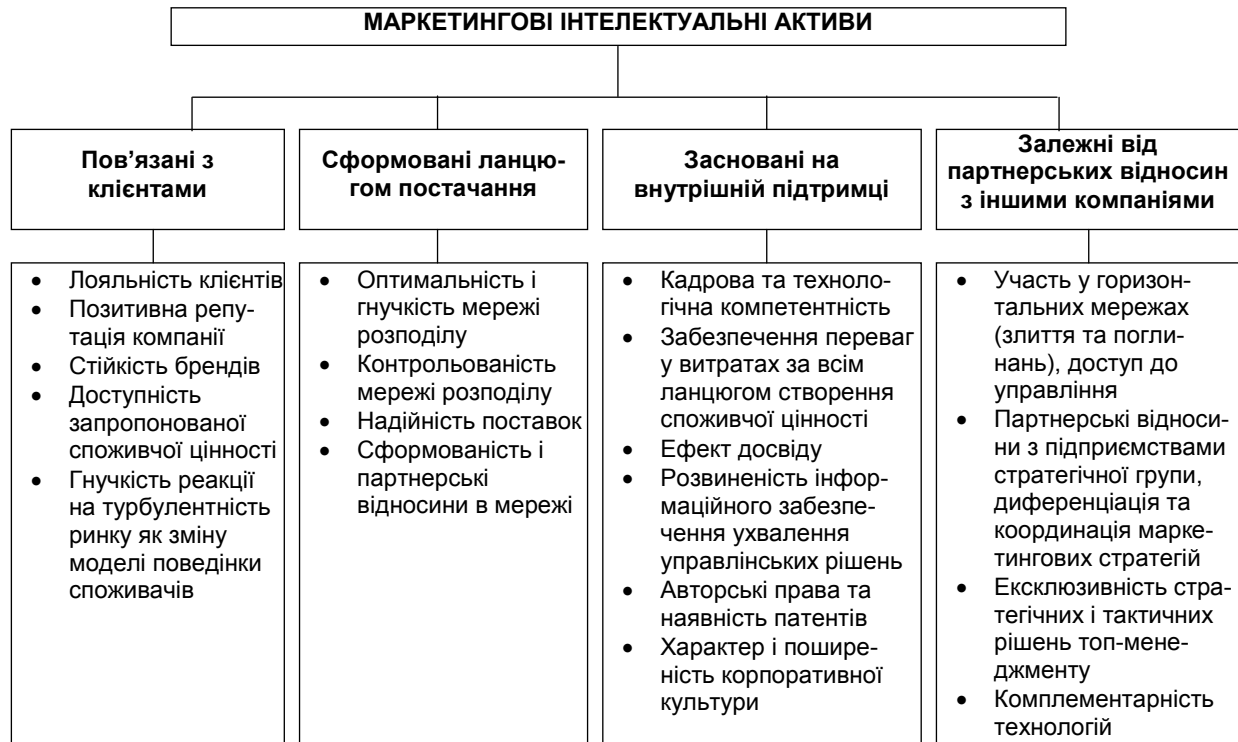 МАРКЕТИНГОВІ ІНТЕЛЕКТУАЛЬНІ АКТИВИ
Пов’язані з
клієнтами
Сформовані ланцю-
гом постачання
Засновані на
внутрішній підтримці
Залежні від
партнерських відносин
з іншими компаніями
• Лояльність клієнтів
• Позитивна репу-
тація компанії
• Стійкість брендів
• Доступність
запропонованої
споживчої цінності
• Гнучкість реакції
на турбулентність
ринку як зміну
моделі поведінки
споживачів
• Оптимальність і
гнучкість мережі
розподілу
• Контрольованість
мережі розподілу
• Надійність поставок
• Сформованість і
партнерські
відносини в мережі
• Кадрова та техноло-
гічна компетентність
• Забезпечення переваг
у витратах за всім
ланцюгом створення
споживчої цінності
• Ефект досвіду
• Розвиненість інфор-
маційного забезпе-
чення ухвалення
управлінських рішень
• Авторські права та
наявність патентів
• Характер і пошире-
ність корпоративної
культури
• Участь у горизон-
тальних мережах
(злиття та погли-
нань), доступ до
управління
• Партнерські відноси-
ни з підприємствами
стратегічної групи,
диференціація та
координація марке-
тингових стратегій
• Ексклюзивність стра-
тегічних і тактичних
рішень топ-мене-
джменту
• Комплементарність
технологій